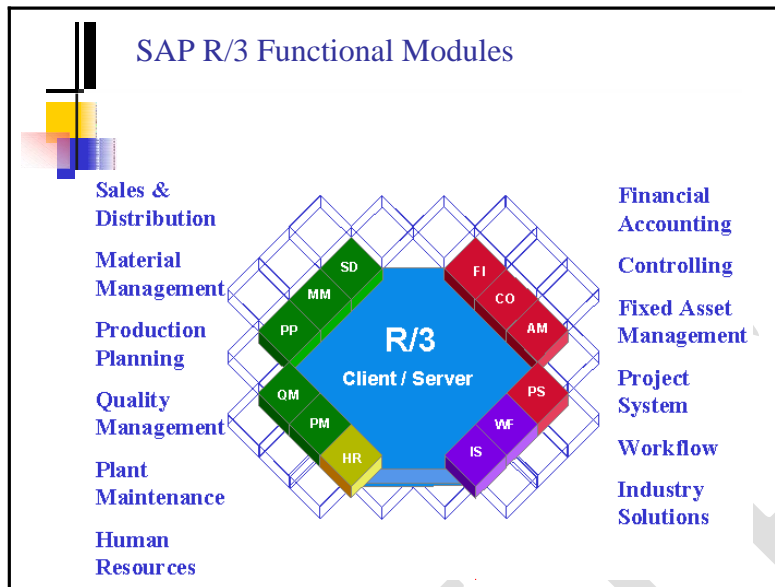 SAP R/3 Functional Modules
Sales &
Distribution
Material
Management
Production
Planning
Quality
Management
Plant
Maintenance
Human
Resources
SD
MM
PP
QM
PM
HR
R/3
Client / Server
FI
CO
AM
PS
WF
IS
Financial
Accounting
Controlling
Fixed Asset
Management
Project
System
Workflow
Industry
Solutions